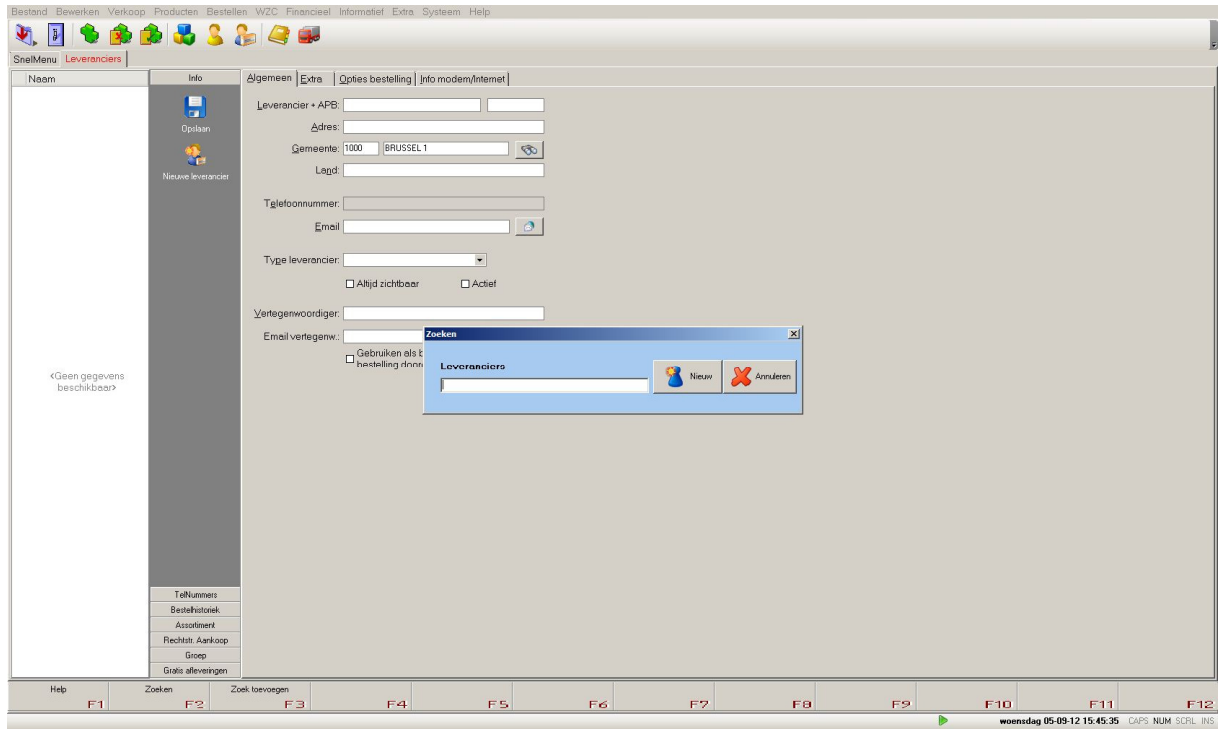 Bestand Bewerken Verkoop Producten Bestellen WZC Financieel Informatief Extra Systeem Help
SnelMenu Leveranciers
Naam
<Geen gegevens
beschikbaar>
Info
Opslaan
Nieuwe leverancier
TelNummers
Bestelhistoriek
Assortiment
Rechtstr. Aankoop
Groep
Gratis afleveringen
Algemeen Extra Opties bestelling Info modem/Internet
Leverancier + APB:
Adres:
Gemeente: 1000 BRUSSEL 1
Land:
Telefoonnummer:
Email
Type leverancier:
Altijd zichtbaar Actief
Vertegenwoordiger:
Email vertegenw.:
Gebruiken als
bestelling
Zoeken
Leveranciers
Nieuw Annuleren
Help Zoeken Zoek toevoegen
F1 F2 F3 F4 F5 F6 F7 F8 F9 F10 F11 F12
woensdag 05-09-12 15:45:35 CAPS NUM SCRL INS